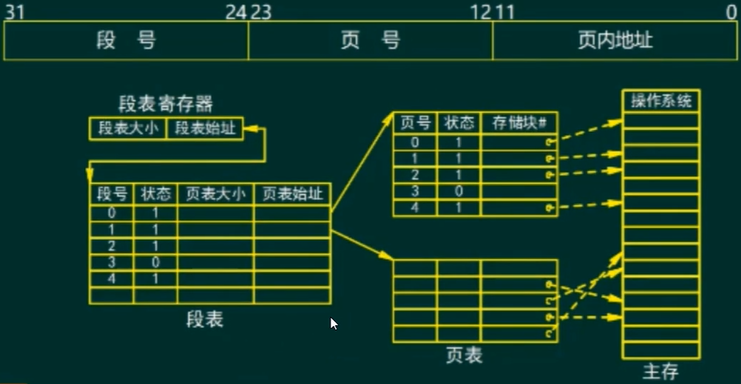 31 24 23 12 11 0
段 号 页 号 页内地址
段表寄存器
段表大小 段表始址
段号 状态 页表大小 页表始址
0 1
1 1
2 1
3 0
4 1
段表
页号 状态 存储块#
0 1
1 1
2 1
3 0
4 1
页表
操作系统
主存